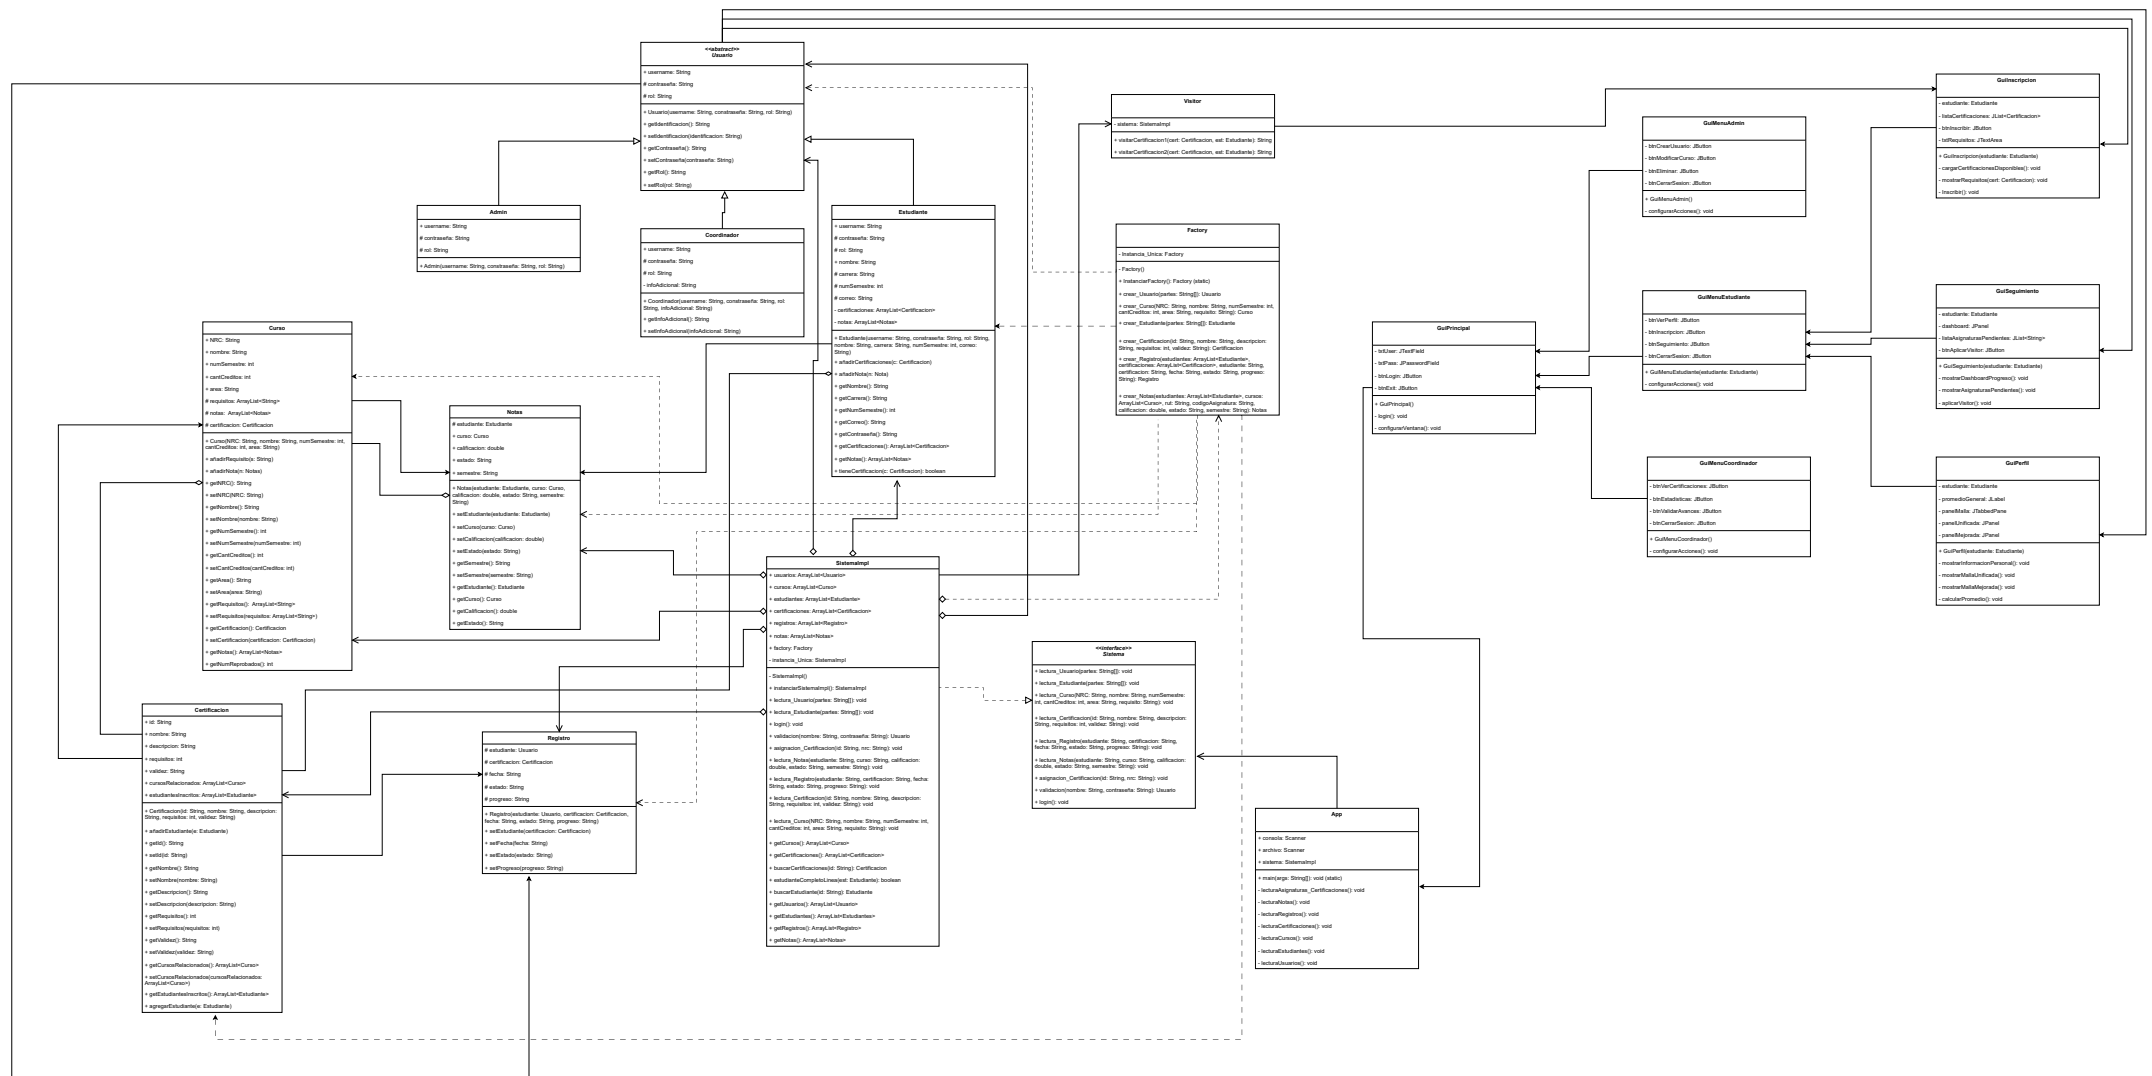 <<abstract>>
Usuario
+ username: String
# contraseña: String
# rol: String
+ Usuario(username: String, constraseña: String, rol: String)
+ getIdentificacion(): String
+ setIdentificacion(identificacion: String)
+ getContraseña(): String
+ setContraseña(contraseña: String)
+ getRol(): String
+ setRol(rol: String)
Admin
+ username: String
# contraseña: String
# rol: String
+ Admin(username: String, constraseña: String, rol: String)
Coordinador
+ username: String
# contraseña: String
# rol: String
- infoAdicional: String
+ Coordinador(username: String, constraseña: String, rol:
String, infoAdicional: String)
+ getInfoAdicional(): String
+ setInfoAdicional(infoAdicional: String)
Estudiante
+ username: String
# contraseña: String
# rol: String
+ nombre: String
# carrera: String
# numSemestre: int
# correo: String
- certificaciones: ArrayList<Certificacion>
- notas: ArrayList<Notas>
+ Estudiante(username: String, constraseña: String, rol: String,
nombre: String, carrera: String, numSemestre: int, correo:
String)
+ añadirCertificaciones(c: Certificacion)
+ añadirNota(n: Nota)
+ getNombre(): String
+ getCarrera(): String
+ getNumSemestre(): int
+ getCorreo(): String
+ getContraseña(): String
+ getCertificaciones(): ArrayList<Certificacion>
+ getNotas(): ArrayList<Notas>
+ tieneCertificacion(c: Certificacion): boolean
Visitor
- sistema: SistemaImpl
+ visitarCertificacion1(cert: Certificacion, est: Estudiante): String
+ visitarCertificacion2(cert: Certificacion, est: Estudiante): String
Factory
- Instancia_Unica: Factory
- Factory()
+ InstanciarFactory(): Factory (static)
+ crear_Usuario(partes: String[]): Usuario
+ crear_Curso(NRC: String, nombre: String, numSemestre: int,
cantCreditos: int, area: String, requisito: String): Curso
+ crear_Estudiante(partes: String[]): Estudiante
+ crear_Certificacion(id: String, nombre: String, descripcion:
String, requisitos: int, validez: String): Certificacion
+ crear_Registro(estudiantes: ArrayList<Estudiante>,
certificaciones: ArrayList<Certificacion>, estudiante: String,
certificacion: String, fecha: String, estado: String, progreso:
String): Registro
+ crear_Notas(estudiantes: ArrayList<Estudiante>, cursos:
ArrayList<Curso>, rut: String, codigoAsignatura: String,
calificacion: double, estado: String, semestre: String): Notas
GuiInscripcion
- estudiante: Estudiante
- listaCertificaciones: JList<Certificacion>
- btnInscribir: JButton
- txtRequisitos: JTextArea
+ GuiInscripcion(estudiante: Estudiante)
- cargarCertificacionesDisponibles(): void
- mostrarRequisitos(cert: Certificacion): void
- Inscribir(): void
GuiMenuAdmin
- btnCrearUsuario: JButton
- btnModificarCurso: JButton
- btnEliminar: JButton
- btnCerrarSesion: JButton
+ GuiMenuAdmin()
- configurarAcciones(): void
GuiMenuEstudiante
- btnVerPerfil: JButton
- btnInscripcion: JButton
- btnSeguimiento: JButton
- btnCerrarSesion: JButton
+ GuiMenuEstudiante(estudiante: Estudiante)
- configurarAcciones(): void
GuiSeguimiento
- estudiante: Estudiante
- dashboard: JPanel
- listaAsignaturasPendientes: JList<String>
- btnAplicarVisitor: JButton
+ GuiSeguimiento(estudiante: Estudiante)
- mostrarDashboardProgreso(): void
- mostrarAsignaturasPendientes(): void
- aplicarVisitor(): void
GuiPrincipal
- txtUser: JTextField
- txtPass: JPasswordField
- btnLogin: JButton
- btnExit: JButton
+ GuiPrincipal()
- login(): void
- configurarVentana(): void
GuiMenuCoordinador
- btnVerCertificaciones: JButton
- btnEstadisticas: JButton
- btnValidarAvances: JButton
- btnCerrarSesion: JButton
+ GuiMenuCoordinador()
- configurarAcciones(): void
GuiPerfil
- estudiante: Estudiante
- promedioGeneral: JLabel
- panelMalla: JTabbedPane
- panelUnificada: JPanel
- panelMejorada: JPanel
+ GuiPerfil(estudiante: Estudiante)
- mostrarInformacionPersonal(): void
- mostrarMallaUnificada(): void
- mostrarMallaMejorada(): void
- calcularPromedio(): void
Curso
+ NRC: String
+ nombre: String
+ numSemestre: int
+ cantCreditos: int
+ area: String
# requisitos: ArrayList<String>
# notas: ArrayList<Notas>
# certificacion: Certificacion
+ Curso(NRC: String, nombre: String, numSemestre: int,
cantCreditos: int, area: String)
+ añadirRequisito(s: String)
+ añadirNota(n: Notas)
+ getNRC(): String
+ setNRC(NRC: String)
+ getNombre(): String
+ setNombre(nombre: String)
+ getNumSemestre(): int
+ setNumSemestre(numSemestre: int)
+ getCantCreditos(): int
+ setCantCreditos(cantCreditos: int)
+ getArea(): String
+ setArea(area: String)
+ getRequisitos(): ArrayList<String>
+ setRequisitos(requisitos: ArrayList<String>)
+ getCertificacion(): Certificacion
+ setCertificacion(certificacion: Certificacion)
+ getNotas(): ArrayList<Notas>
+ getNumReprobados(): int
Notas
# estudiante: Estudiante
+ curso: Curso
+ calificacion: double
+ estado: String
+ semestre: String
+ Notas(estudiante: Estudiante, curso: Curso,
calificacion: double, estado: String, semestre:
String)
+ setEstudiante(estudiante: Estudiante)
+ setCurso(curso: Curso)
+ setCalificacion(calificacion: double)
+ setEstado(estado: String)
+ getSemestre(): String
+ setSemestre(semestre: String)
+ getEstudiante(): Estudiante
+ getCurso(): Curso
+ getCalificacion(): double
+ getEstado(): String
SistemaImpl
+ usuarios: ArrayList<Usuario>
+ cursos: ArrayList<Curso>
+ estudiantes: ArrayList<Estudiante>
+ certificaciones: ArrayList<Certificacion>
+ registros: ArrayList<Registro>
+ notas: ArrayList<Notas>
+ factory: Factory
- instancia_Unica: SistemaImpl
- SistemaImpl()
+ instanciarSistemaImpl(): SistemaImpl
+ lectura_Usuario(partes: String[]): void
+ lectura_Estudiante(partes: String[]): void
+ login(): void
+ validacion(nombre: String, contraseña: String): Usuario
+ asignacion_Certificacion(id: String, nrc: String): void
+ lectura_Notas(estudiante: String, curso: String, calificacion:
double, estado: String, semestre: String): void
+ lectura_Registro(estudiante: String, certificacion: String, fecha:
String, estado: String, progreso: String): void
+ lectura_Certificacion(id: String, nombre: String, descripcion:
String, requisitos: int, validez: String): void
+ lectura_Curso(NRC: String, nombre: String, numSemestre: int,
cantCreditos: int, area: String, requisito: String): void
+ getCursos(): ArrayList<Curso>
+ getCertificaciones(): ArrayList<Certificacion>
+ buscarCertificaciones(id: String): Certificacion
+ estudianteCompletoLinea(est: Estudiante): boolean
+ buscarEstudiante(id: String): Estudiante
+ getUsuarios(): ArrayList<Usuario>
+ getEstudiantes(): ArrayList<Estudiantes>
+ getRegistros(): ArrayList<Registro>
+ getNotas(): ArrayList<Notas>
<<interface>>
Sistema
+ lectura_Usuario(partes: String[]): void
+ lectura_Estudiante(partes: String[]): void
+ lectura_Curso(NRC: String, nombre: String, numSemestre:
int, cantCreditos: int, area: String, requisito: String): void
+ lectura_Certificacion(id: String, nombre: String, descripcion:
String, requisitos: int, validez: String): void
+ lectura_Registro(estudiante: String, certificacion: String,
fecha: String, estado: String, progreso: String): void
+ lectura_Notas(estudiante: String, curso: String, calificacion:
double, estado: String, semestre: String): void
+ asignacion_Certificacion(id: String, nrc: String): void
+ validacion(nombre: String, contraseña: String): Usuario
+ login(): void
App
+ consola: Scanner
+ archivo: Scanner
+ sistema: SistemaImpl
+ main(args: String[]): void (static)
- lecturaAsignaturas_Certificaciones(): void
- lecturaNotas(): void
- lecturaRegistros(): void
- lecturaCertificaciones(): void
- lecturaCursos(): void
- lecturaEstudiantes(): void
- lecturaUsuarios(): void
Certificacion
+ id: String
+ nombre: String
+ descripcion: String
+ requisitos: int
+ validez: String
+ cursosRelacionados: ArrayList<Curso>
+ estudiantesInscritos: ArrayList<Estudiante>
+ Certificacion(id: String, nombre: String, descripcion:
String, requisitos: int, validez: String)
+ añadirEstudiante(e: Estudiante)
+ getId(): String
+ setId(id: String)
+ getNombre(): String
+ setNombre(nombre: String)
+ getDescripcion(): String
+ setDescripcion(descripcion: String)
+ getRequisitos(): int
+ setRequisitos(requisitos: int)
+ getValidez(): String
+ setValidez(validez: String)
+ getCursosRelacionados(): ArrayList<Curso>
+ setCursosRelacionados(cursosRelacionados:
ArrayList<Curso>)
+ getEstudiantesInscritos(): ArrayList<Estudiante>
+ agregarEstudiante(e: Estudiante)
Registro
# estudiante: Usuario
# certificacion: Certificacion
# fecha: String
# estado: String
# progreso: String
+ Registro(estudiante: Usuario, certificacion: Certificacion,
fecha: String, estado: String, progreso: String)
+ setEstudiante(certificacion: Certificacion)
+ setFecha(fecha: String)
+ setEstado(estado: String)
+ setProgreso(progreso: String)